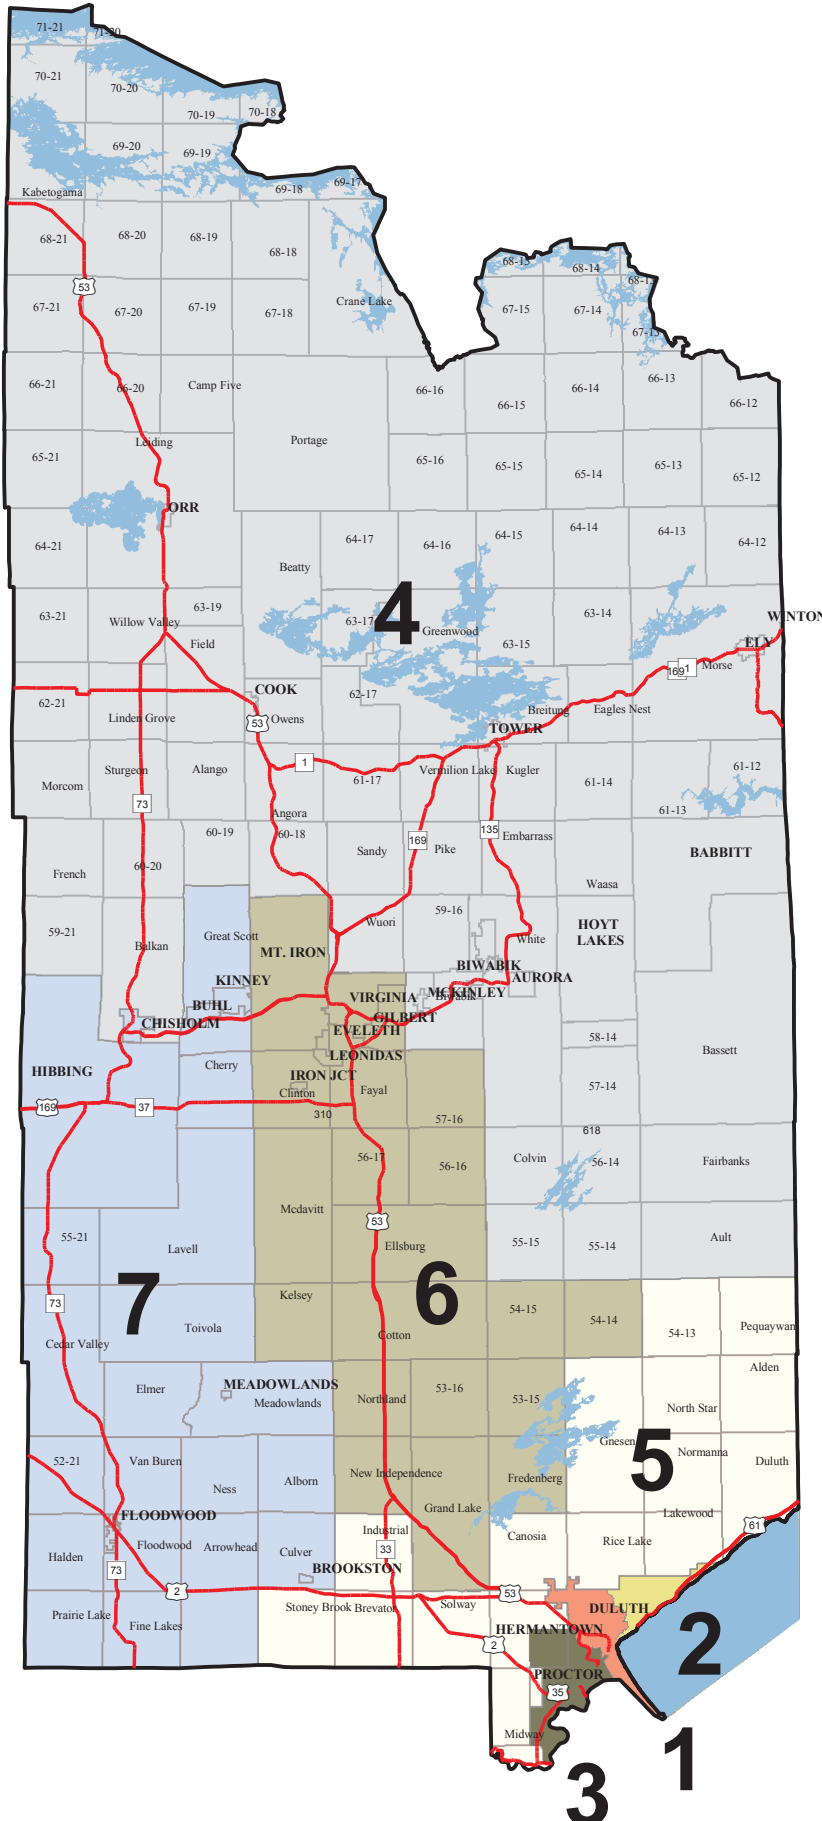 71-21
71-20
70-21
70-20
70-19
70-18
69-20
69-19
69-18
69-17
Kabetogama
68-21
68-20
68-19
68-18
68-15
68-14
53
67-21
67-20
67-19
67-18
Crane Lake
67-15
67-14
66-21
66-20
Camp Five
66-16
66-15
66-14
66-13
66-12
Leiding
Portage
65-21
65-16
65-15
65-14
65-13
65-12
ORR
64-21
64-17
64-16
64-15
64-14
64-13
64-12
Beatty
63-21
Willow Valley
63-19
63-17
4
Greenwood
63-15
63-14
WINTON
ELY
Field
169
1
Morse
62-21
COOK
62-17
Linden Grove
53
Owens
Breitung
Eagles Nest
TOWER
Morcom
Sturgeon
Alango
1
61-17
Vermilion Lake
Kugler
61-14
61-13
61-12
73
Angora
French
60-20
60-19
60-18
Sandy
169
Pike
135
Embarrass
BABBITT
Waasa
59-21
Balkan
Great Scott
MT. IRON
Wuori
59-16
White
HOYT
LAKES
KINNEY
BIWABIK
AURORA
BUHL
VIRGINIA
MCKINLEY
Biwabik
CHISHOLM
GILBERT
EVELETH
58-14
HIBBING
Cherry
LEONIDAS
Bassett
IRON JCT
Clinton
Fayal
57-14
169
37
310
57-16
618
56-17
56-16
Colvin
56-14
Fairbanks
55-21
Lavell
Mcdavitt
53
Ellsburg
55-15
55-14
Ault
7
73
Toivola
Kelsey
6
54-15
54-14
54-13
Pequaywan
Cedar Valley
Cotton
Alden
Elmer
MEADOWLANDS
Meadowlands
Northland
53-16
53-15
North Star
52-21
Van Buren
Ness
Alborn
New Independence
Fredenberg
Gnesen
5
Normanna
Duluth
FLOODWOOD
Grand Lake
Lakewood
Halden
Floodwood
Arrowhead
Culver
Industrial
33
Canosia
Rice Lake
61
BROOKSTON
73
2
53
Prairie Lake
Fine Lakes
Stoney Brook
Brevator
Solway
DULUTH
HERMANTOWN
2
2
PROCTOR
35
Midway
1
3